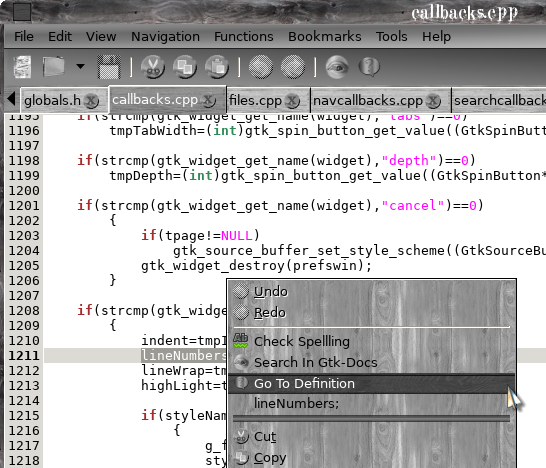 callbacks.cpp
File Edit View Navigation Functions Bookmarks Tools Help
globals.h callbacks.cpp files.cpp navcallbacks.cpp searchcallback
1195 if(strcmp(gtk_widget_get_name(widget),"tabs")==0)
1196 tmpTabWidth=(int)gtk_spin_button_get_value((GtkSpinButt
1197
1198 if(strcmp(gtk_widget_get_name(widget),"depth")==0)
1199 tmpDepth=(int)gtk_spin_button_get_value((GtkSpinButton*
1200
1201 if(strcmp(gtk_widget_get_name(widget),"cancel")==0)
1202 {
1203 if(tpage!=NULL)
1204 gtk_source_buffer_set_style_scheme((GtkSourceBu
1205 gtk_widget_destroy(prefswin);
1206 }
1207
1208 if(strcmp(gtk_widge
1209 {
1210 indent=tmpI
1211 lineNumbers
1212 lineWrap=tm
1213 highLight=t
1214
1215 if(styleNam
1216 {
1217 g_f
1218 sty
Undo
Redo
Check Spellling
Search In Gtk-Docs
Go To Definition
lineNumbers;
Cut
Copy